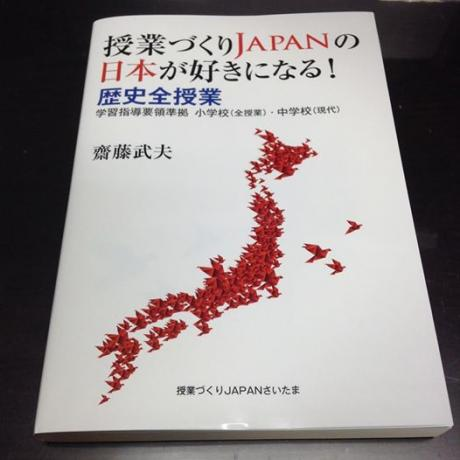 授業づくりJAPANの
日本が好きになる!
歴史全授業
学習指導要領準拠 小学校(全授業)・中学校(現代)
齋藤武夫
授業づくりJAPANさいたま